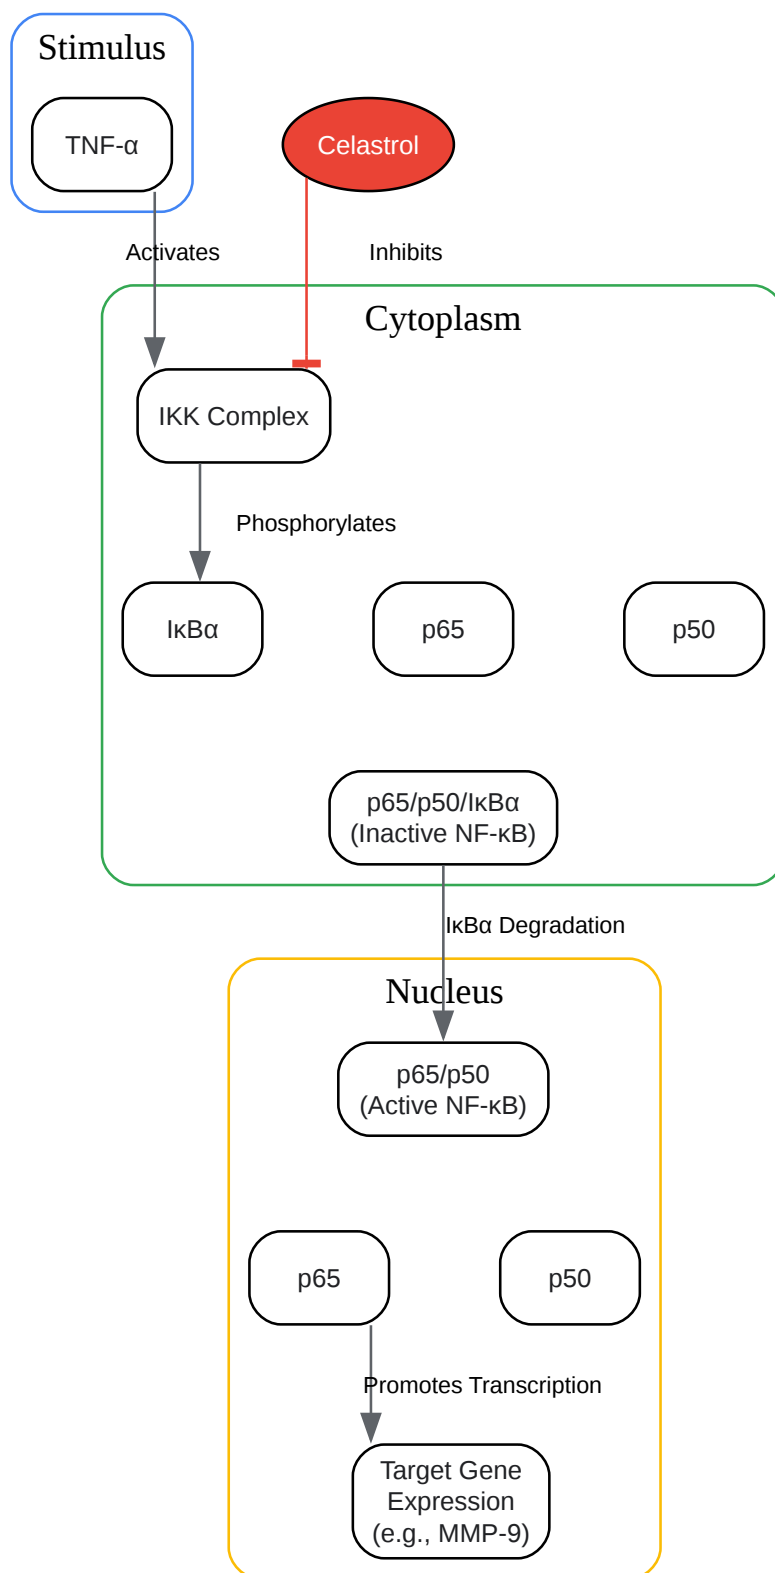 Stimulus
TNF-α
Celastrol
Activates
Inhibits
Cytoplasm
IKK Complex
Phosphorylates
IκBα
p65
p50
p65/p50/IκBα
(Inactive NF-κB)
IκBα Degradation
Nucleus
p65/p50
(Active NF-κB)
p65
p50
Promotes Transcription
Target Gene
Expression
(e.g., MMP-9)